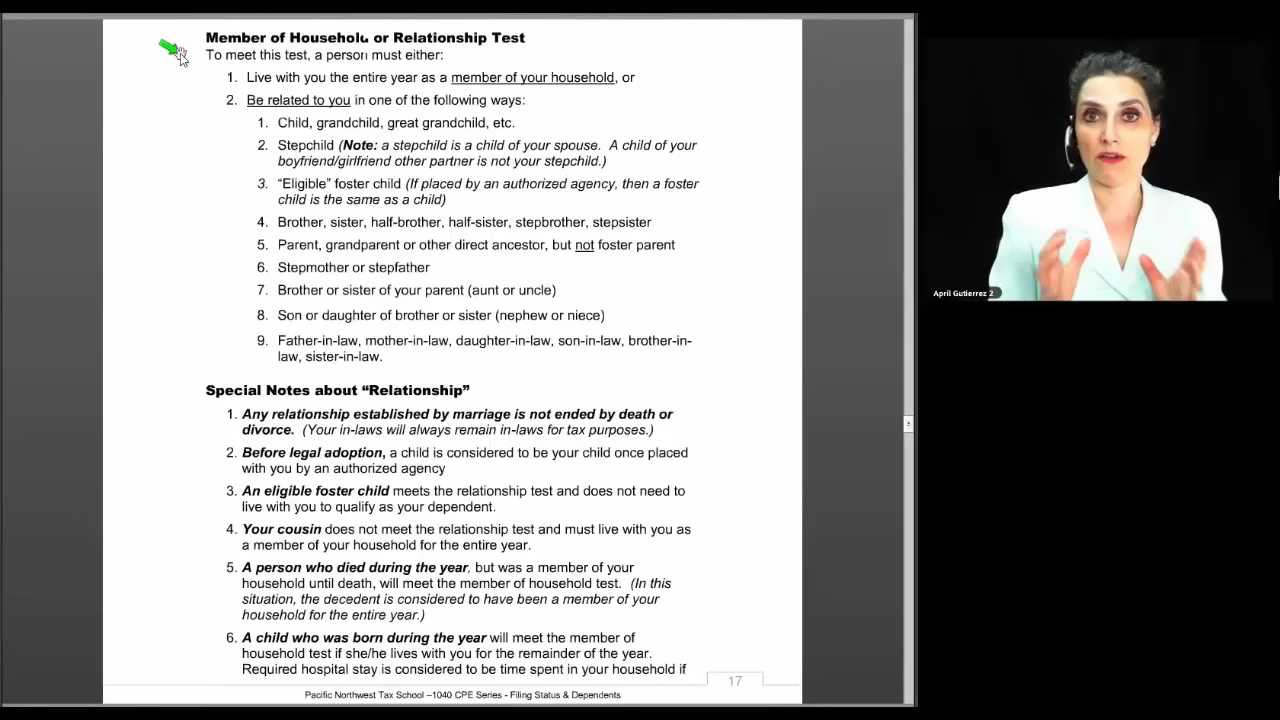 Member of Household or Relationship Test
To meet this test, a person must either:
1. Live with you the entire year as a member of your household, or
2. Be related to you in one of the following ways:
1. Child, grandchild, great grandchild, etc.
2. Stepchild (Note: a stepchild is a child of your spouse. A child of your
boyfriend/girlfriend other partner is not your stepchild.)
3. “Eligible” foster child (If placed by an authorized agency, then a foster
child is the same as a child)
4. Brother, sister, half-brother, half-sister, stepbrother, stepsister
5. Parent, grandparent or other direct ancestor, but not foster parent
6. Stepmother or stepfather
7. Brother or sister of your parent (aunt or uncle)
8. Son or daughter of brother or sister (nephew or niece)
9. Father-in-law, mother-in-law, daughter-in-law, son-in-law, brother-in-
law, sister-in-law.
Special Notes about “Relationship”
1. Any relationship established by marriage is not ended by death or
divorce. (Your in-laws will always remain in-laws for tax purposes.)
2. Before legal adoption, a child is considered to be your child once placed
with you by an authorized agency
3. An eligible foster child meets the relationship test and does not need to
live with you to qualify as your dependent.
4. Your cousin does not meet the relationship test and must live with you as
a member of your household for the entire year.
5. A person who died during the year, but was a member of your
household until death, will meet the member of household test. (In this
situation, the decedent is considered to have been a member of your
household for the entire year.)
6. A child who was born during the year will meet the member of
household test if she/he lives with you for the remainder of the year.
Required hospital stay is considered to be time spent in your household if
17
Pacific Northwest Tax School –1040 CPE Series - Filing Status & Dependents
April Gutierrez 2